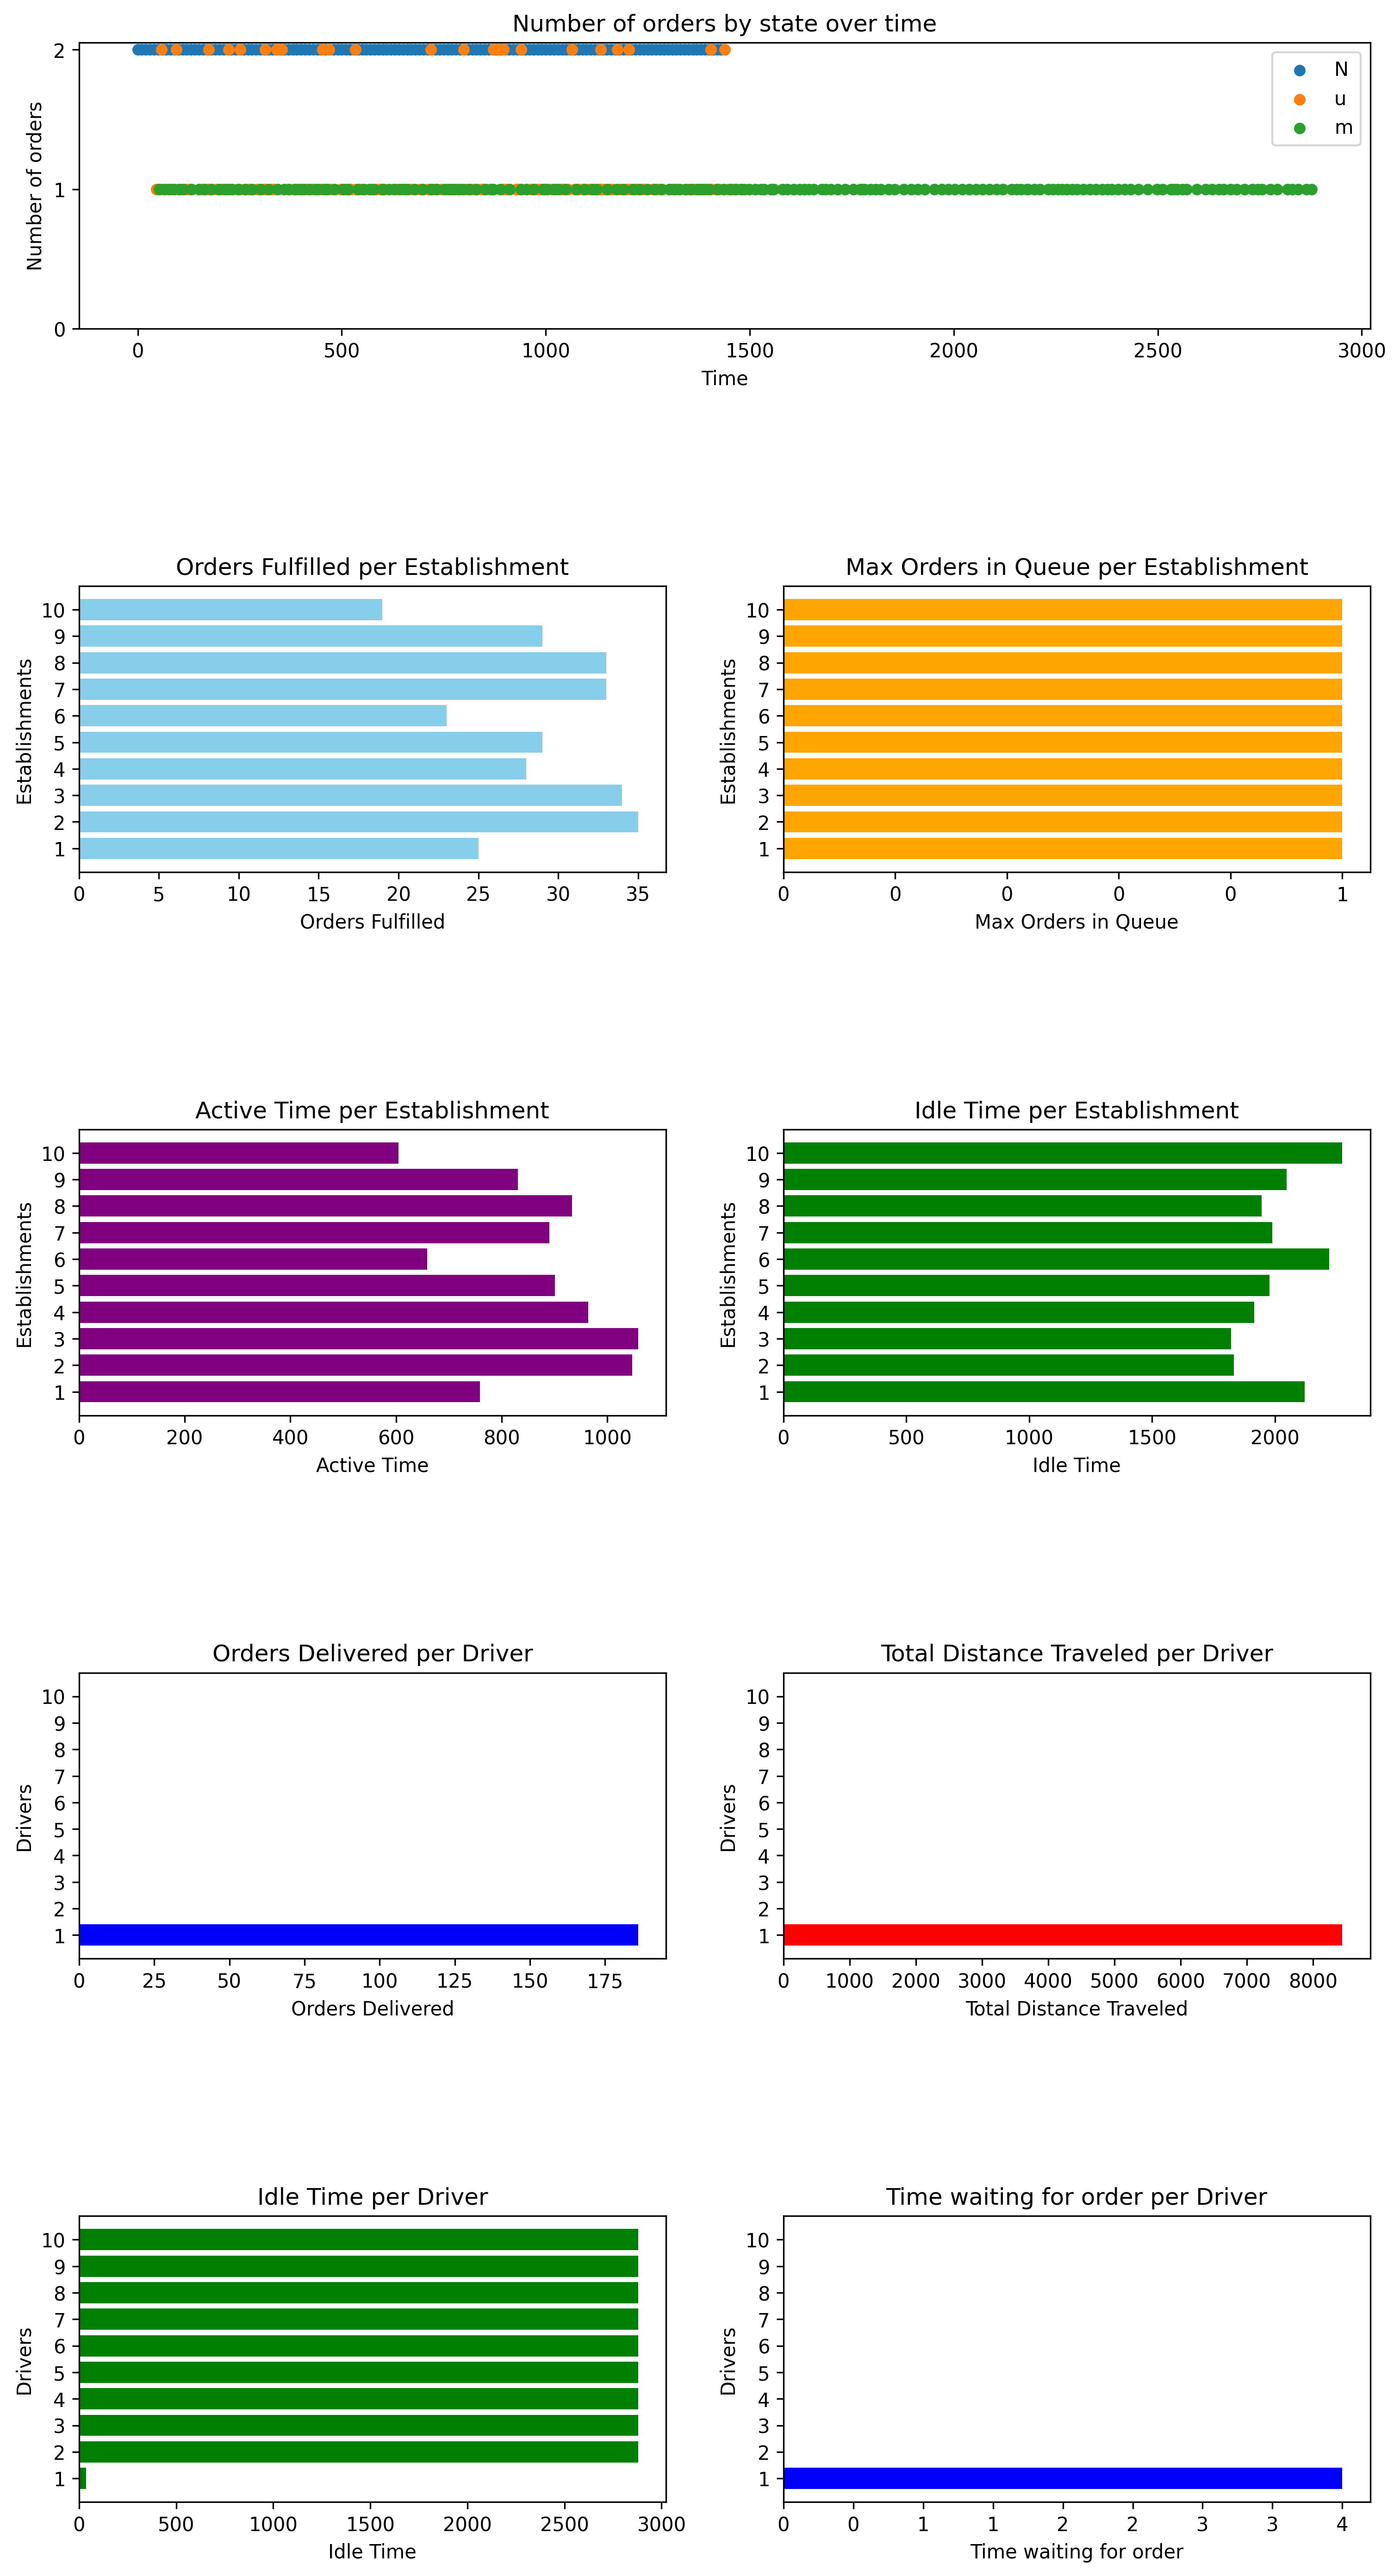 Number of orders by state over time
2
1
0
Number of orders
N
u
m
0 500 1000 1500 2000 2500 3000
Time
Orders Fulfilled per Establishment
10
9
8
7
6
5
4
3
2
1
Establishments
0 5 10 15 20 25 30 35
Orders Fulfilled
Max Orders in Queue per Establishment
10
9
8
7
6
5
4
3
2
1
Establishments
0 0 0 0 0 1
Max Orders in Queue
Active Time per Establishment
10
9
8
7
6
5
4
3
2
1
Establishments
0 200 400 600 800 1000
Active Time
Idle Time per Establishment
10
9
8
7
6
5
4
3
2
1
Establishments
0 500 1000 1500 2000
Idle Time
Orders Delivered per Driver
10
9
8
7
6
5
4
3
2
1
Drivers
0 25 50 75 100 125 150 175
Orders Delivered
Total Distance Traveled per Driver
10
9
8
7
6
5
4
3
2
1
Drivers
0 1000 2000 3000 4000 5000 6000 7000 8000
Total Distance Traveled
Idle Time per Driver
10
9
8
7
6
5
4
3
2
1
Drivers
0 500 1000 1500 2000 2500 3000
Idle Time
Time waiting for order per Driver
10
9
8
7
6
5
4
3
2
1
Drivers
0 0 1 1 2 2 3 3 4
Time waiting for order